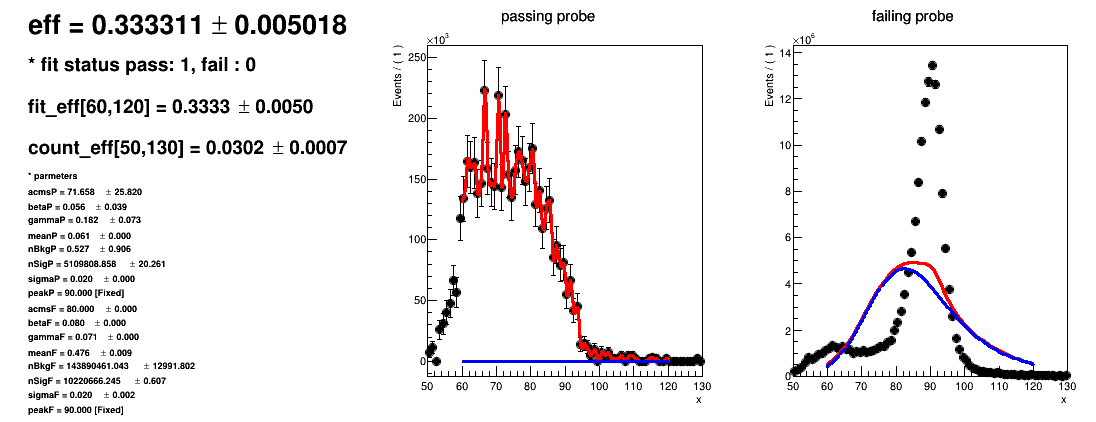 eff = 0.333311 ± 0.005018
* fit status pass: 1, fail : 0
fit_eff[60,120] = 0.3333 ± 0.0050
count_eff[50,130] = 0.0302 ± 0.0007
* parmeters
acmsP = 71.658 ± 25.820
betaP = 0.056 ± 0.039
gammaP = 0.182 ± 0.073
meanP = 0.061 ± 0.000
nBkgP = 0.527 ± 0.906
nSigP = 5109808.858 ± 20.261
sigmaP = 0.020 ± 0.000
peakP = 90.000 [Fixed]
acmsF = 80.000 ± 0.000
betaF = 0.080 ± 0.000
gammaF = 0.071 ± 0.000
meanF = 0.476 ± 0.009
nBkgF = 143890461.043 ± 12991.802
nSigF = 10220666.245 ± 0.607
sigmaF = 0.020 ± 0.002
peakF = 90.000 [Fixed]
passing probe
×10³
Events / ( 1 )
250
200
150
100
50
0
50 60 70 80 90 100 110 120 130
x
failing probe
×10⁶
Events / ( 1 )
14
12
10
8
6
4
2
0
50 60 70 80 90 100 110 120 130
x